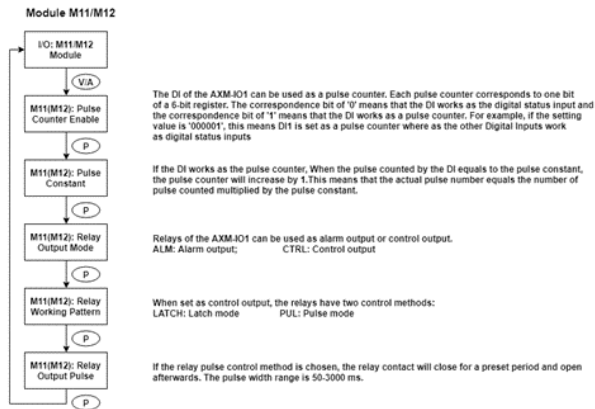 Module M11/M12
I/O: M11/M12
Module
V/A
M11(M12): Pulse
Counter Enable
The DI of the AXM-IO1 can be used as a pulse counter. Each pulse counter corresponds to one bit
of a 6-bit register. The correspondence bit of '0' means that the DI works as the digital status input and
the correspondence bit of '1' means that the DI works as a pulse counter. For example, if the setting
value is '000001', this means DI1 is set as a pulse counter where as the other Digital Inputs work
as digital status inputs
P
M11(M12): Pulse
Constant
If the DI works as the pulse counter, When the pulse counted by the DI equals to the pulse constant,
the pulse counter will increase by 1.This means that the actual pulse number equals the number of
pulse counted multiplied by the pulse constant.
P
M11(M12): Relay
Output Mode
Relays of the AXM-IO1 can be used as alarm output or control output.
ALM: Alarm output; CTRL: Control output
P
M11(M12): Relay
Working Pattern
When set as control output, the relays have two control methods:
LATCH: Latch mode PUL: Pulse mode
P
M11(M12): Relay
Output Pulse
If the relay pulse control method is chosen, the relay contact will close for a preset period and open
afterwards. The pulse width range is 50-3000 ms.
P